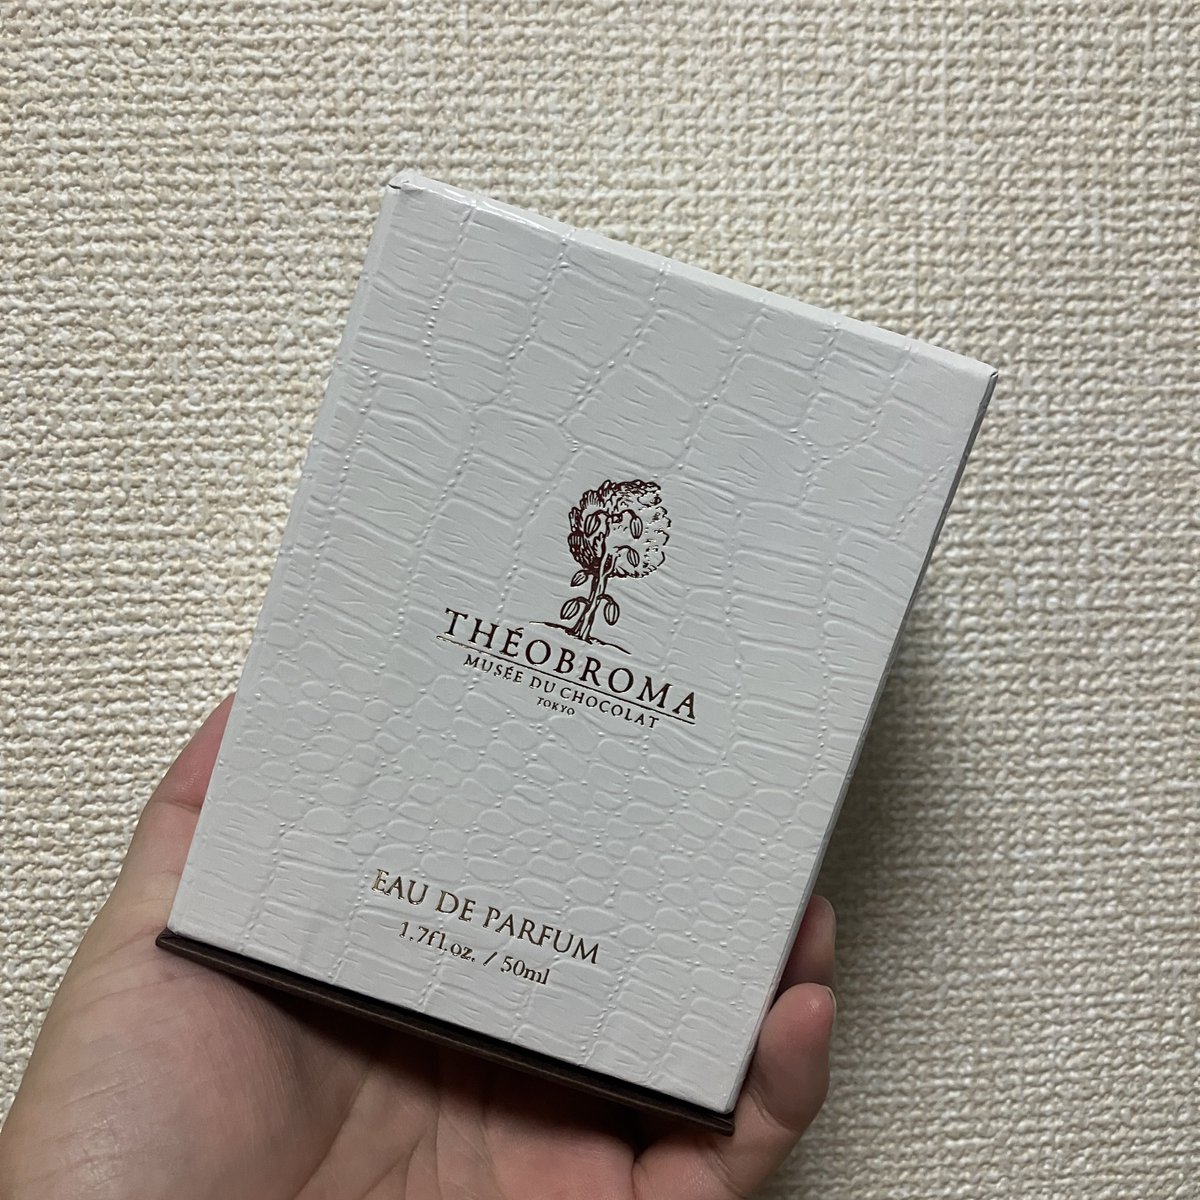 THÉOBROMA
MUSÉE DU CHOCOLAT
TOKYO
EAU DE PARFUM
1.7fl.oz. / 50ml